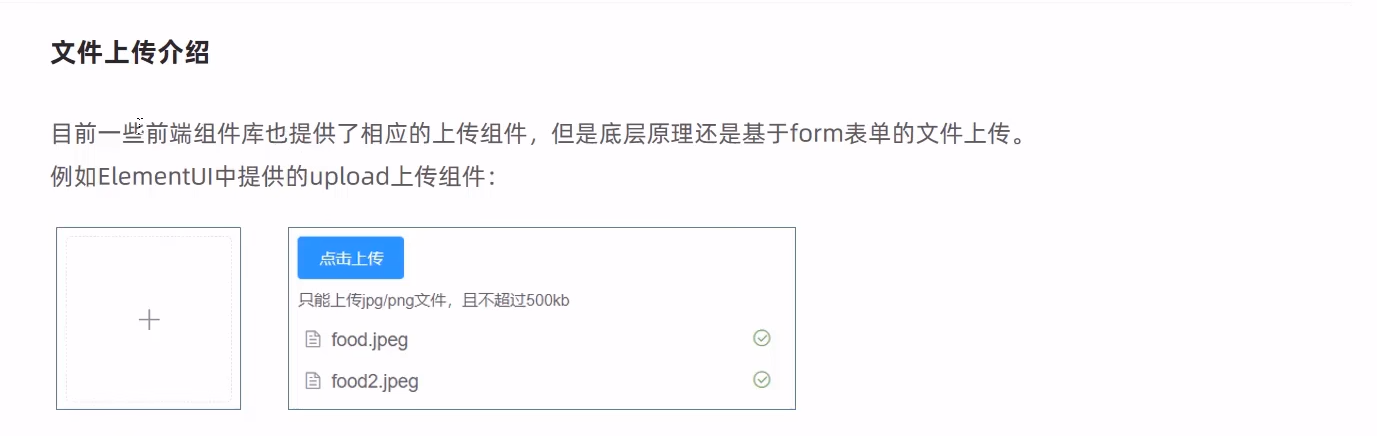 文件上传介绍
目前一些前端组件库也提供了相应的上传组件，但是底层原理还是基于form表单的文件上传。
例如ElementUI中提供的upload上传组件：
点击上传
只能上传jpg/png文件，且不超过500kb
food.jpeg
food2.jpeg